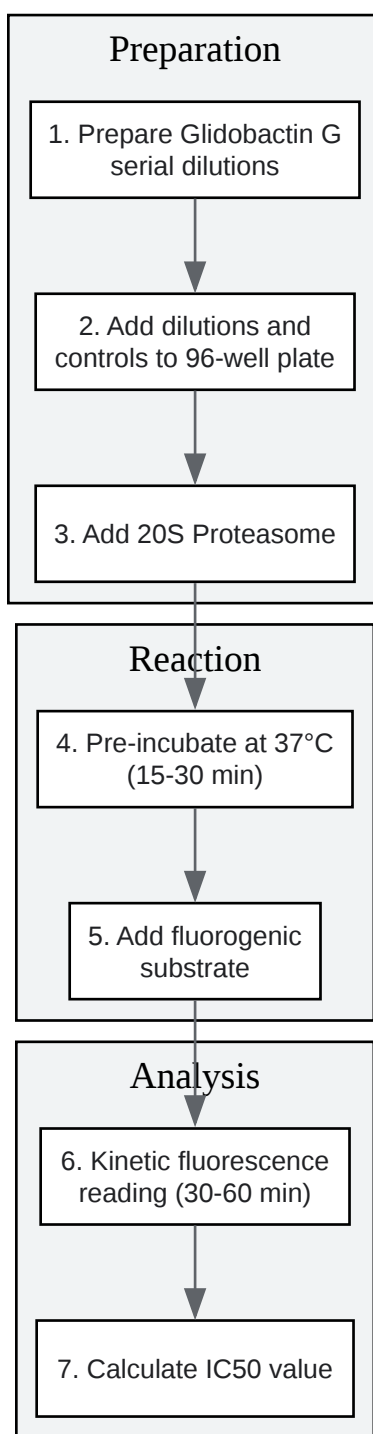 Preparation
1. Prepare Glidobactin G
serial dilutions
2. Add dilutions and
controls to 96-well plate
3. Add 20S Proteasome
Reaction
4. Pre-incubate at 37°C
(15-30 min)
5. Add fluorogenic
substrate
Analysis
6. Kinetic fluorescence
reading (30-60 min)
7. Calculate IC50 value